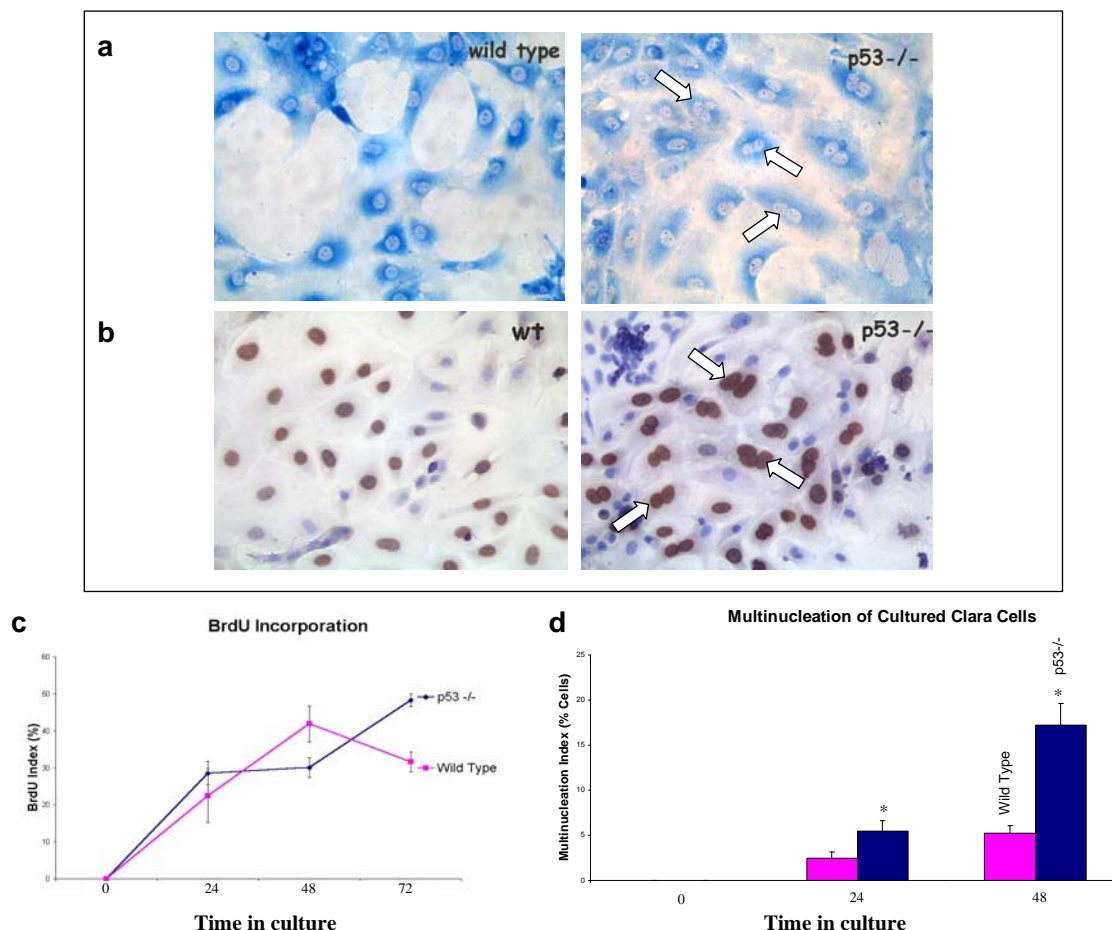 a
wild type
p53-/-
b
wt
p53-/-
c
BrdU Incorporation
BrdU Index (%)
60
50
40
30
20
10
0
p53 -/-
Wild Type
0 24 48 72
Time in culture
d
Multinucleation of Cultured Clara Cells
Multinucleation Index (% Cells)
25
20
15
10
5
0
*
Wild Type
* p53-/-
0 24 48
Time in culture